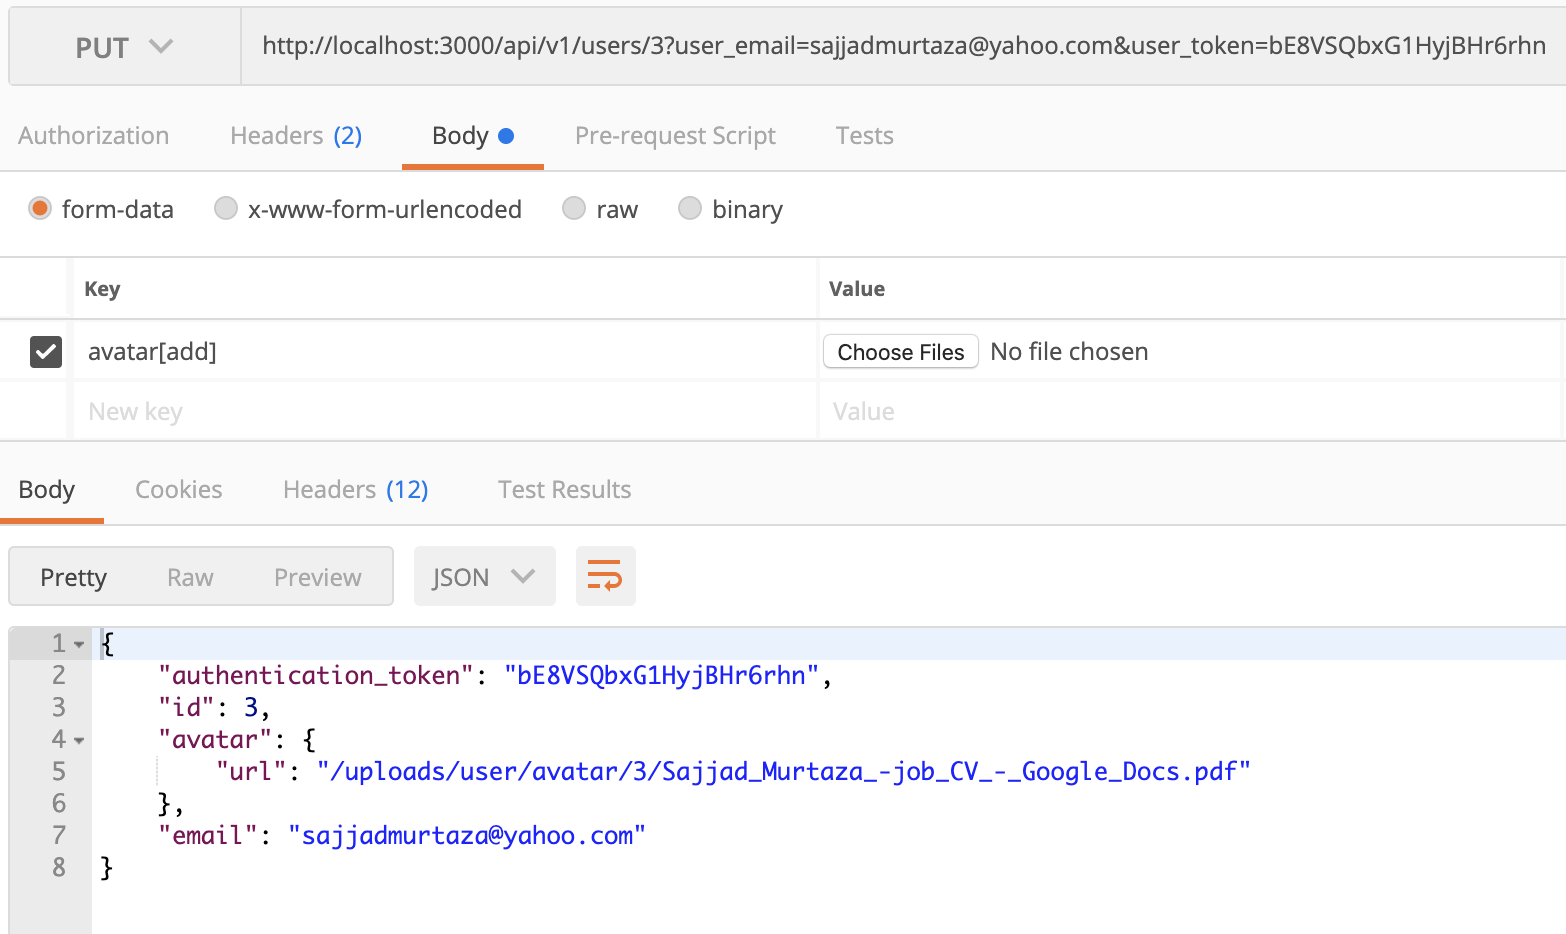 PUT http://localhost:3000/api/v1/users/3?user_email=sajjadmurtaza@yahoo.com&user_token=bE8VSQbxG1HyjBHr6rhn
Authorization Headers (2) Body Pre-request Script Tests
form-data x-www-form-urlencoded raw binary
Key Value
avatar[add] Choose Files No file chosen
New key Value
Body Cookies Headers (12) Test Results
Pretty Raw Preview JSON
1 {
2 "authentication_token": "bE8VSQbxG1HyjBHr6rhn",
3 "id": 3,
4 "avatar": {
5 "url": "/uploads/user/avatar/3/Sajjad_Murtaza_-job_CV_-_Google_Docs.pdf"
6 },
7 "email": "sajjadmurtaza@yahoo.com"
8 }